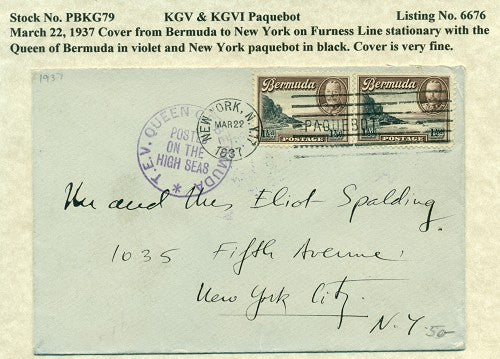 Stock No. PBKG79 KGV & KGVI Paquebot Listing No. 6676
March 22, 1937 Cover from Bermuda to New York on Furness Line stationary with the
Queen of Bermuda in violet and New York paquebot in black. Cover is very fine.
1937
T.E.V. QUEEN OF BERMUDA
POSTED
ON THE
HIGH SEAS
NEW YORK, N.Y.
MAR 22
1937
PAQUEBOT
Bermuda
POSTAGE
Bermuda
POSTAGE
Mr and Mrs Eliot Spalding.
1035 Fifth Avenue.
New York City.
N.Y.
50